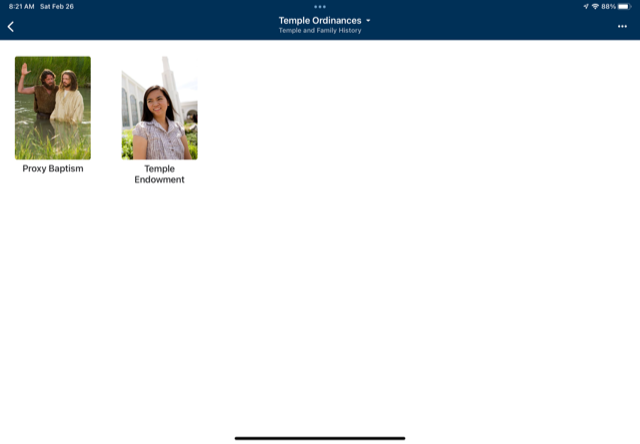 8:21 AM Sat Feb 26
88%
Temple Ordinances
Temple and Family History
Proxy Baptism
Temple
Endowment